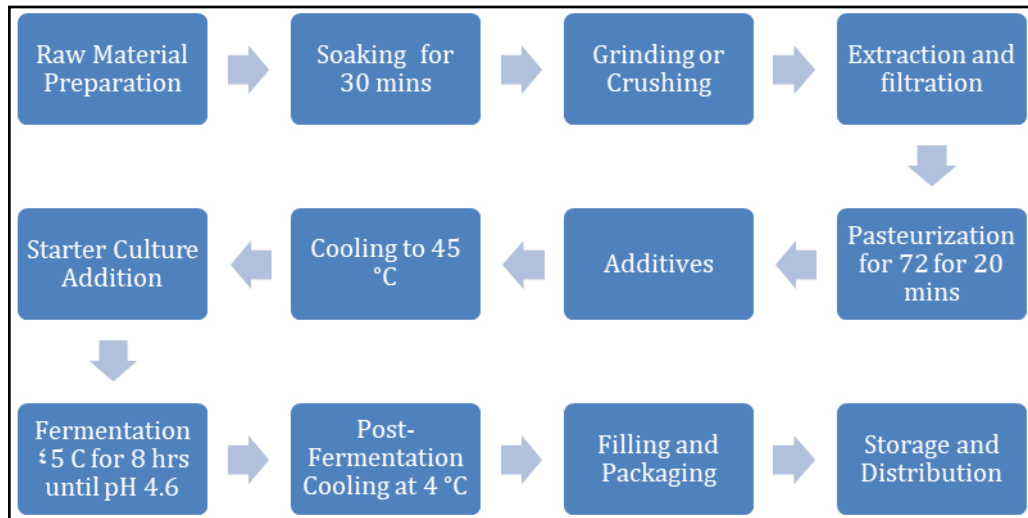 Raw Material
Preparation
Soaking for
30 mins
Grinding or
Crushing
Extraction and
filtration
Pasteurization
for 72 for 20
mins
Additives
Cooling to 45
°C
Starter Culture
Addition
Fermentation
5 C for 8 hrs
until pH 4.6
Post-
Fermentation
Cooling at 4 °C
Filling and
Packaging
Storage and
Distribution